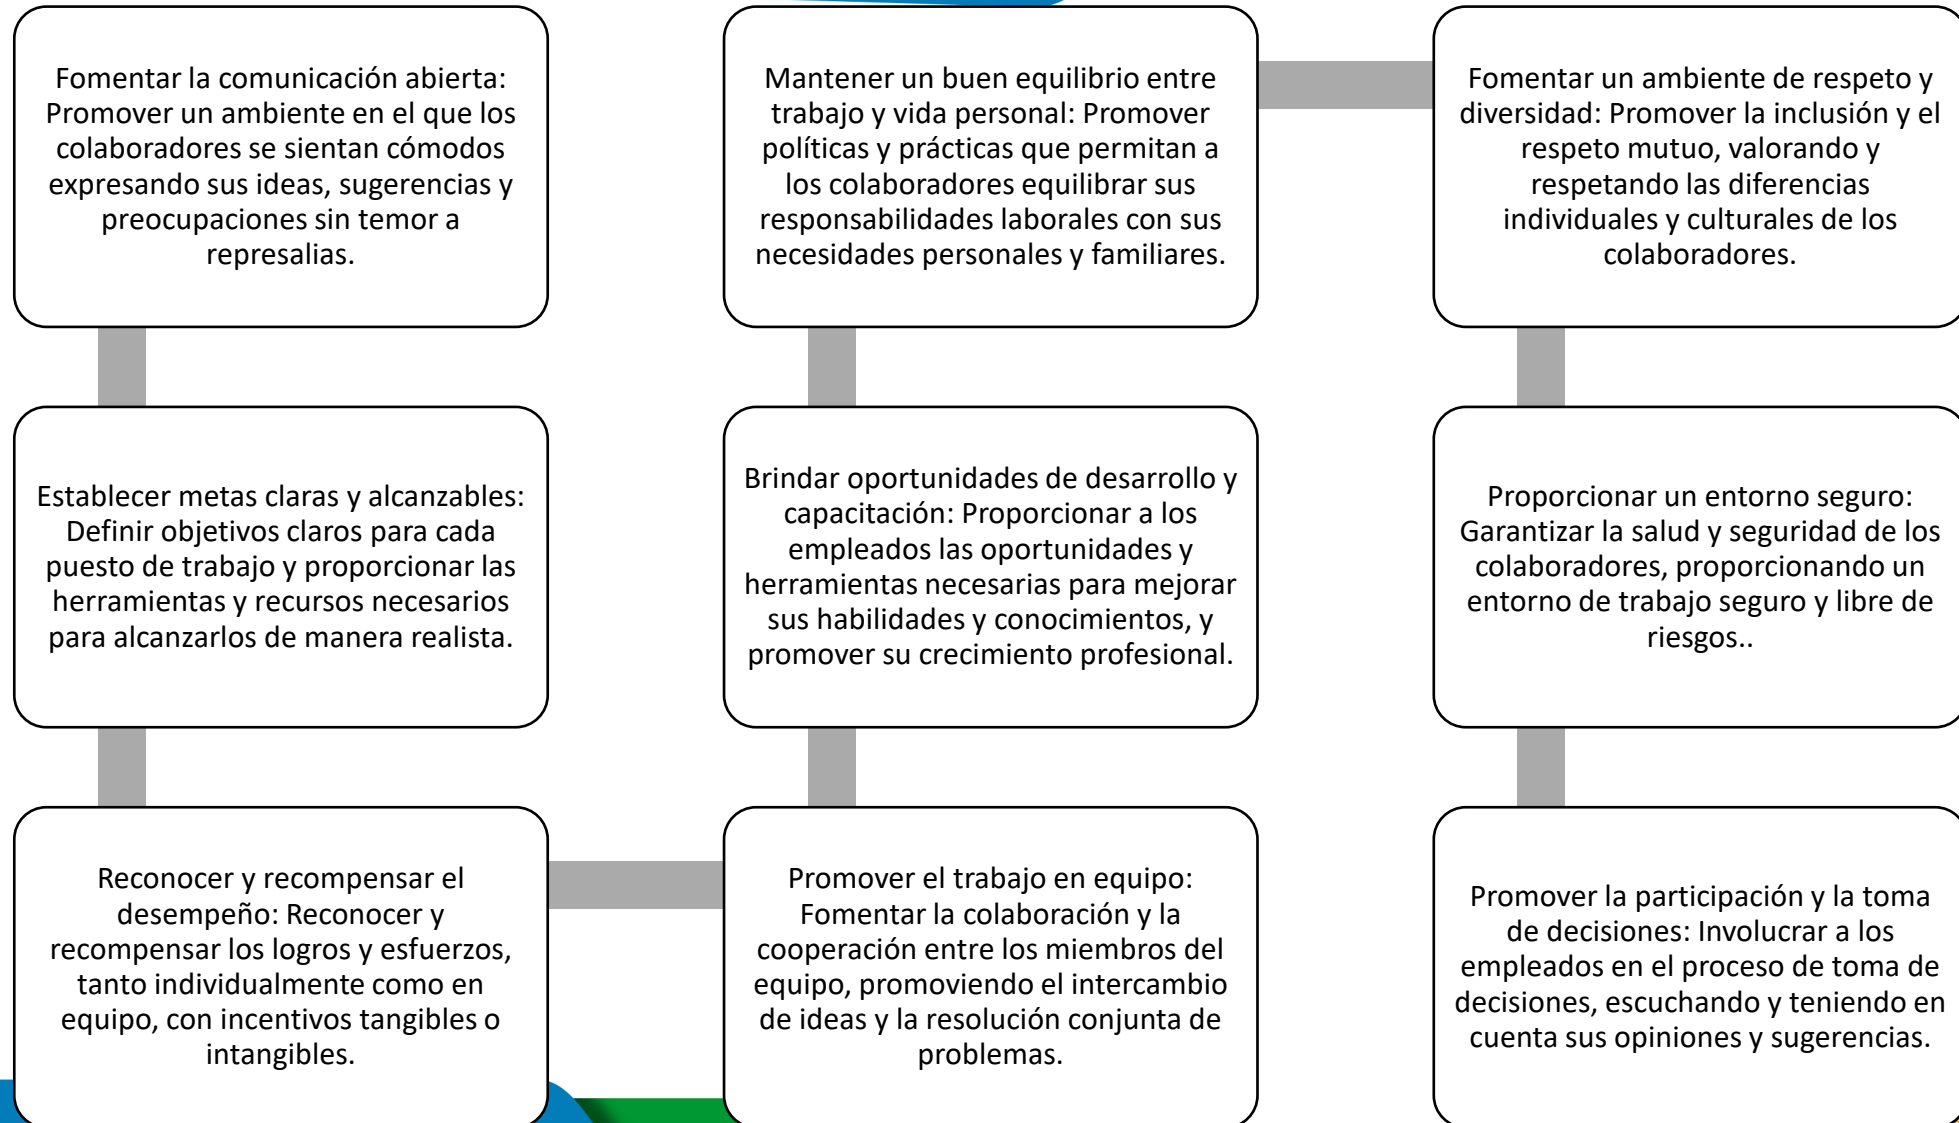 Fomentar la comunicación abierta:
Promover un ambiente en el que los
colaboradores se sientan cómodos
expresando sus ideas, sugerencias y
preocupaciones sin temor a
represalias.
Establecer metas claras y alcanzables:
Definir objetivos claros para cada
puesto de trabajo y proporcionar las
herramientas y recursos necesarios
para alcanzarlos de manera realista.
Reconocer y recompensar el
desempeño: Reconocer y
recompensar los logros y esfuerzos,
tanto individualmente como en
equipo, con incentivos tangibles o
intangibles.
Promover el trabajo en equipo:
Fomentar la colaboración y la
cooperación entre los miembros del
equipo, promoviendo el intercambio
de ideas y la resolución conjunta de
problemas.
Brindar oportunidades de desarrollo y
capacitación: Proporcionar a los
empleados las oportunidades y
herramientas necesarias para mejorar
sus habilidades y conocimientos, y
promover su crecimiento profesional.
Mantener un buen equilibrio entre
trabajo y vida personal: Promover
políticas y prácticas que permitan a
los colaboradores equilibrar sus
responsabilidades laborales con sus
necesidades personales y familiares.
Fomentar un ambiente de respeto y
diversidad: Promover la inclusión y el
respeto mutuo, valorando y
respetando las diferencias
individuales y culturales de los
colaboradores.
Proporcionar un entorno seguro:
Garantizar la salud y seguridad de los
colaboradores, proporcionando un
entorno de trabajo seguro y libre de
riesgos..
Promover la participación y la toma
de decisiones: Involucrar a los
empleados en el proceso de toma de
decisiones, escuchando y teniendo en
cuenta sus opiniones y sugerencias.